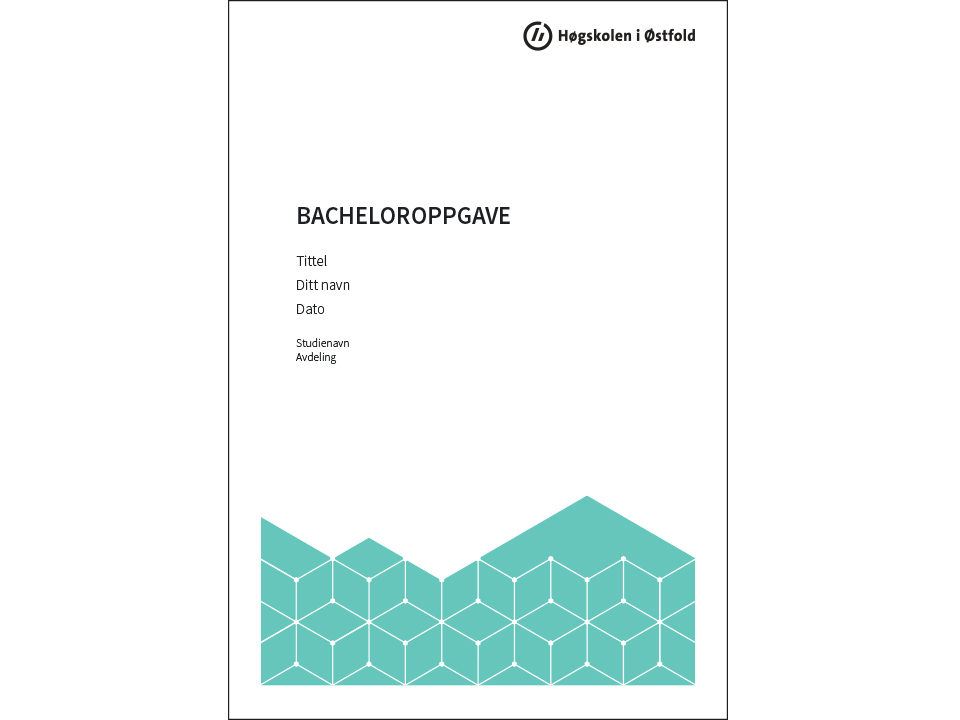 Høgskolen i Østfold
BACHELOROPPGAVE
Tittel
Ditt navn
Dato
Studienavn
Avdeling